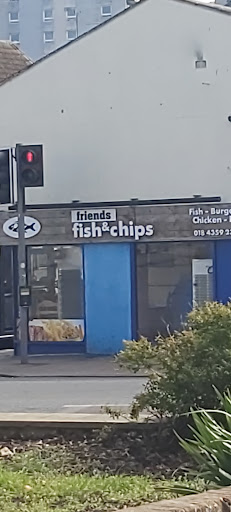 friends
fish & chips
Fish - Burg
Chicken -
018 4359 2